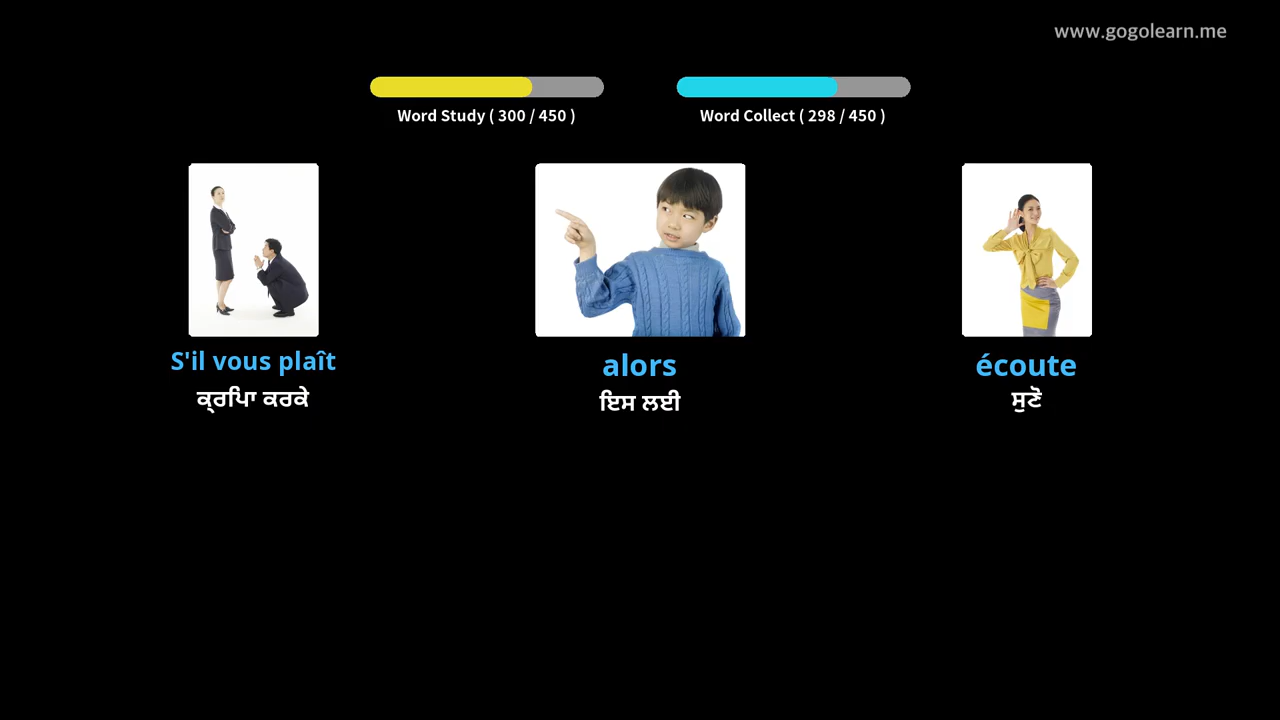 www.gogolearn.me
Word Study ( 300 / 450 )
Word Collect ( 298 / 450 )
S'il vous plaît
ਕ੍ਰਿਪਾ ਕਰਕੇ
alors
ਇਸ ਲਈ
écoute
ਸੁਣੋ